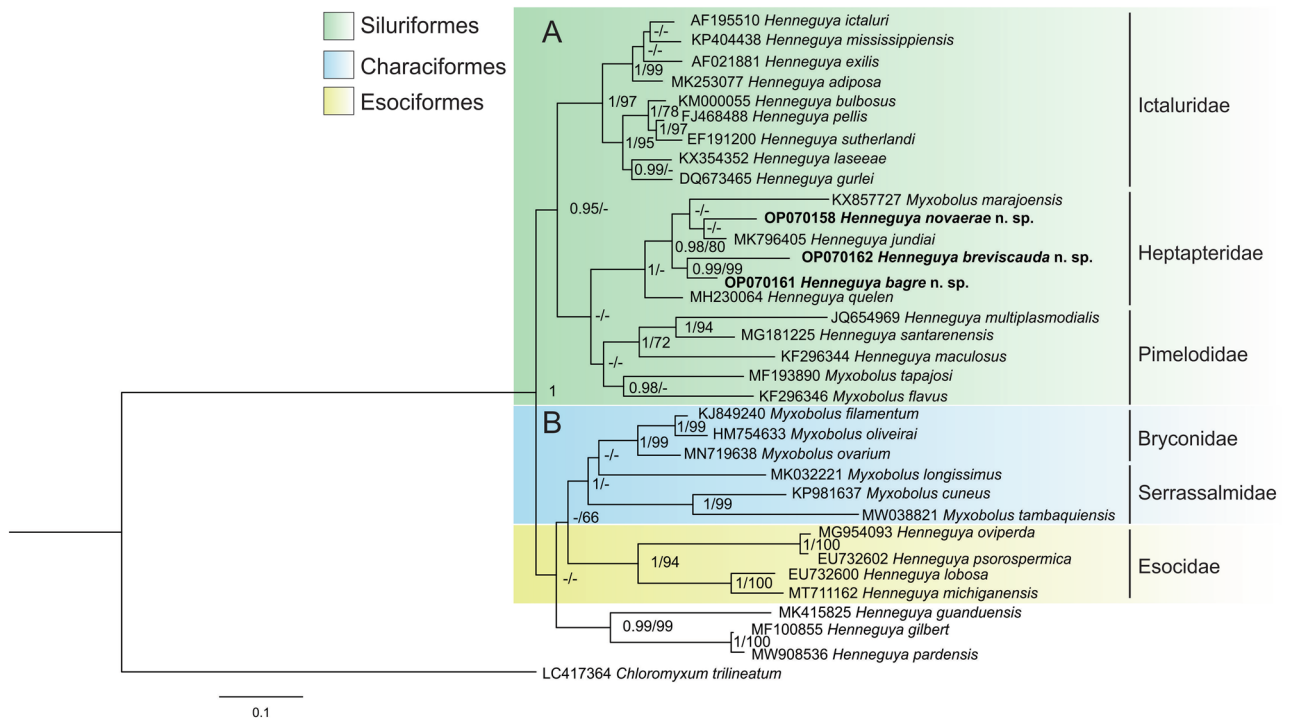 Siluriformes
Characiformes
Esociformes
A
AF195510 Henneguya ictaluri
-/-
KP404438 Henneguya mississippiensis
-/-
AF021881 Henneguya exilis
1/99
MK253077 Henneguya adiposa
1/97
KM000055 Henneguya bulbosus
1/78
FJ468488 Henneguya pellis
1/97
EF191200 Henneguya sutherlandi
1/95
KX354352 Henneguya laseeae
0.99/-
DQ673465 Henneguya gurlei
Ictaluridae
0.95/-
KX857727 Myxobolus marajoensis
-/-
OP070158 Henneguya novaerae n. sp.
-/-
MK796405 Henneguya jundiai
0.98/80
OP070162 Henneguya breviscauda n. sp.
0.99/99
1/-
OP070161 Henneguya bagre n. sp.
MH230064 Henneguya quelen
Heptapteridae
-/-
JQ654969 Henneguya multiplasmodialis
1/94
MG181225 Henneguya santarenensis
1/72
KF296344 Henneguya maculosus
-/-
MF193890 Myxobolus tapajosi
0.98/-
KF296346 Myxobolus flavus
Pimelodidae
1
B
KJ849240 Myxobolus filamentum
1/99
HM754633 Myxobolus oliveirai
1/99
MN719638 Myxobolus ovarium
-/-
Bryconidae
MK032221 Myxobolus longissimus
1/-
KP981637 Myxobolus cuneus
1/99
MW038821 Myxobolus tambaquiensis
Serrassalmidae
-/66
MG954093 Henneguya oviperda
1/100
EU732602 Henneguya psorospermica
1/94
EU732600 Henneguya lobosa
1/100
MT711162 Henneguya michiganensis
Esocidae
-/-
MK415825 Henneguya guanduensis
0.99/99
MF100855 Henneguya gilbert
1/100
MW908536 Henneguya pardensis
LC417364 Chloromyxum trilineatum
0.1